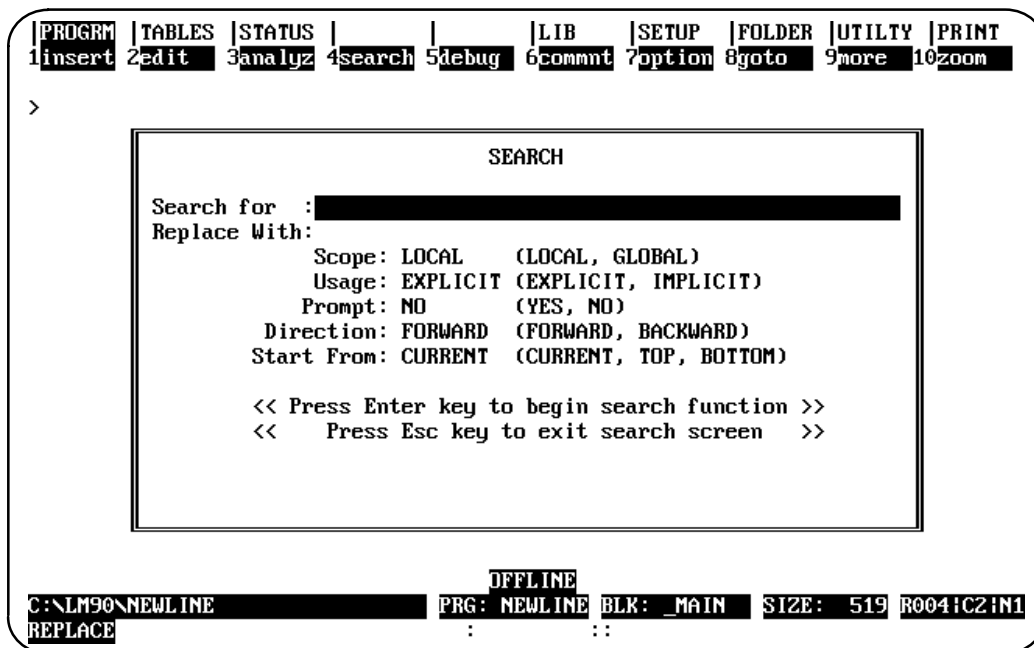 |PROGRM |TABLES |STATUS | | |LIB |SETUP |FOLDER |UTILTY |PRINT
1insert 2edit 3analyz 4search 5debug 6commnt 7option 8goto 9more 10zoom
>
SEARCH
Search for :
Replace With:
Scope: LOCAL (LOCAL, GLOBAL)
Usage: EXPLICIT (EXPLICIT, IMPLICIT)
Prompt: NO (YES, NO)
Direction: FORWARD (FORWARD, BACKWARD)
Start From: CURRENT (CURRENT, TOP, BOTTOM)
<< Press Enter key to begin search function >>
<< Press Esc key to exit search screen >>
OFFLINE
C:\LM90\NEWLINE PRG: NEWLINE BLK: _MAIN SIZE: 519 R004¦C2¦N1
REPLACE : ::